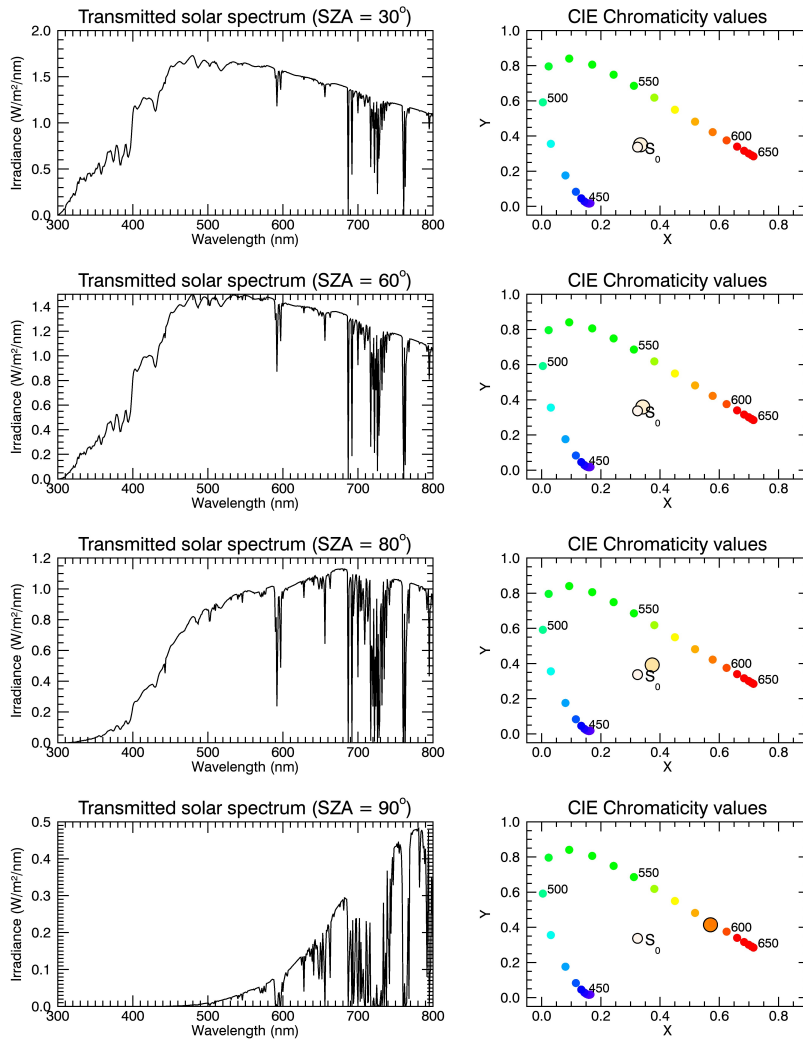 Transmitted solar spectrum (SZA = 30°)
CIE Chromaticity values
Irradiance (W/m²/nm)
2.0
1.5
1.0
0.5
0.0
300 400 500 600 700 800
Wavelength (nm)
Y
1.0
0.8
0.6
0.4
0.2
0.0
550
500
600
650
S₀
450
0.0 0.2 0.4 0.6 0.8
X
Transmitted solar spectrum (SZA = 60°)
CIE Chromaticity values
Irradiance (W/m²/nm)
1.4
1.2
1.0
0.8
0.6
0.4
0.2
0.0
300 400 500 600 700 800
Wavelength (nm)
Y
1.0
0.8
0.6
0.4
0.2
0.0
550
500
600
650
S₀
450
0.0 0.2 0.4 0.6 0.8
X
Transmitted solar spectrum (SZA = 80°)
CIE Chromaticity values
Irradiance (W/m²/nm)
1.2
1.0
0.8
0.6
0.4
0.2
0.0
300 400 500 600 700 800
Wavelength (nm)
Y
1.0
0.8
0.6
0.4
0.2
0.0
550
500
600
650
S₀
450
0.0 0.2 0.4 0.6 0.8
X
Transmitted solar spectrum (SZA = 90°)
CIE Chromaticity values
Irradiance (W/m²/nm)
0.5
0.4
0.3
0.2
0.1
0.0
300 400 500 600 700 800
Wavelength (nm)
Y
1.0
0.8
0.6
0.4
0.2
0.0
550
500
600
650
S₀
450
0.0 0.2 0.4 0.6 0.8
X